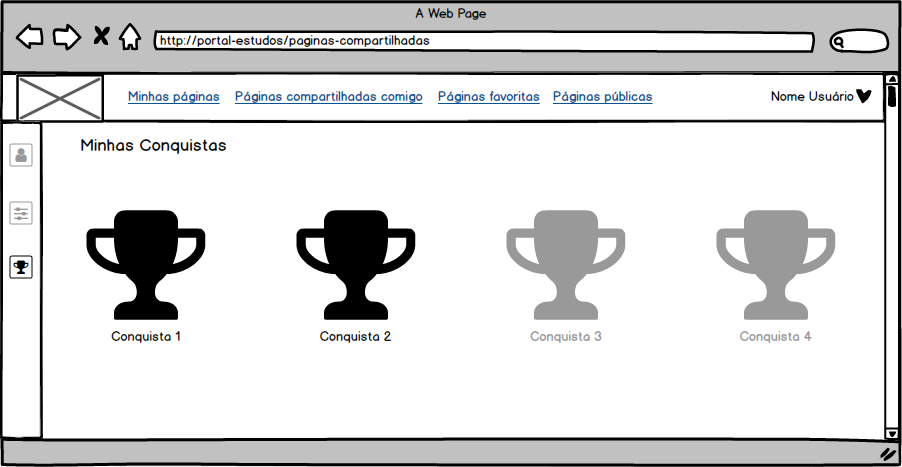 A Web Page
http://portal-estudos/paginas-compartilhadas
Minhas páginas Páginas compartilhadas comigo Páginas favoritas Páginas públicas Nome Usuário
Minhas Conquistas
Conquista 1 Conquista 2 Conquista 3 Conquista 4